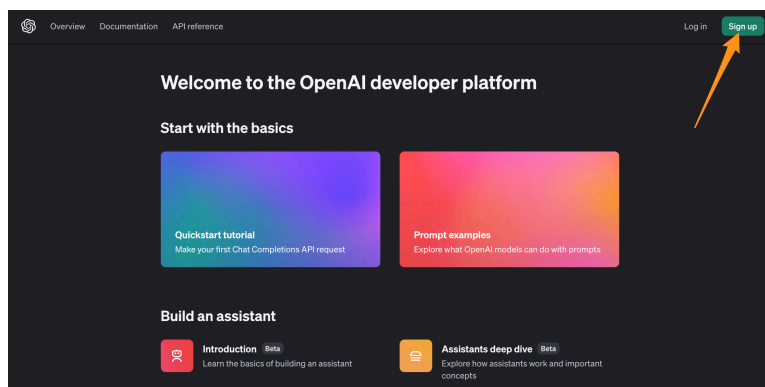 Overview Documentation API reference Log in Sign up
Welcome to the OpenAI developer platform
Start with the basics
Quickstart tutorial
Make your first Chat Completions API request
Prompt examples
Explore what OpenAI models can do with prompts
Build an assistant
Introduction Beta
Learn the basics of building an assistant
Assistants deep dive Beta
Explore how assistants work and important
concepts